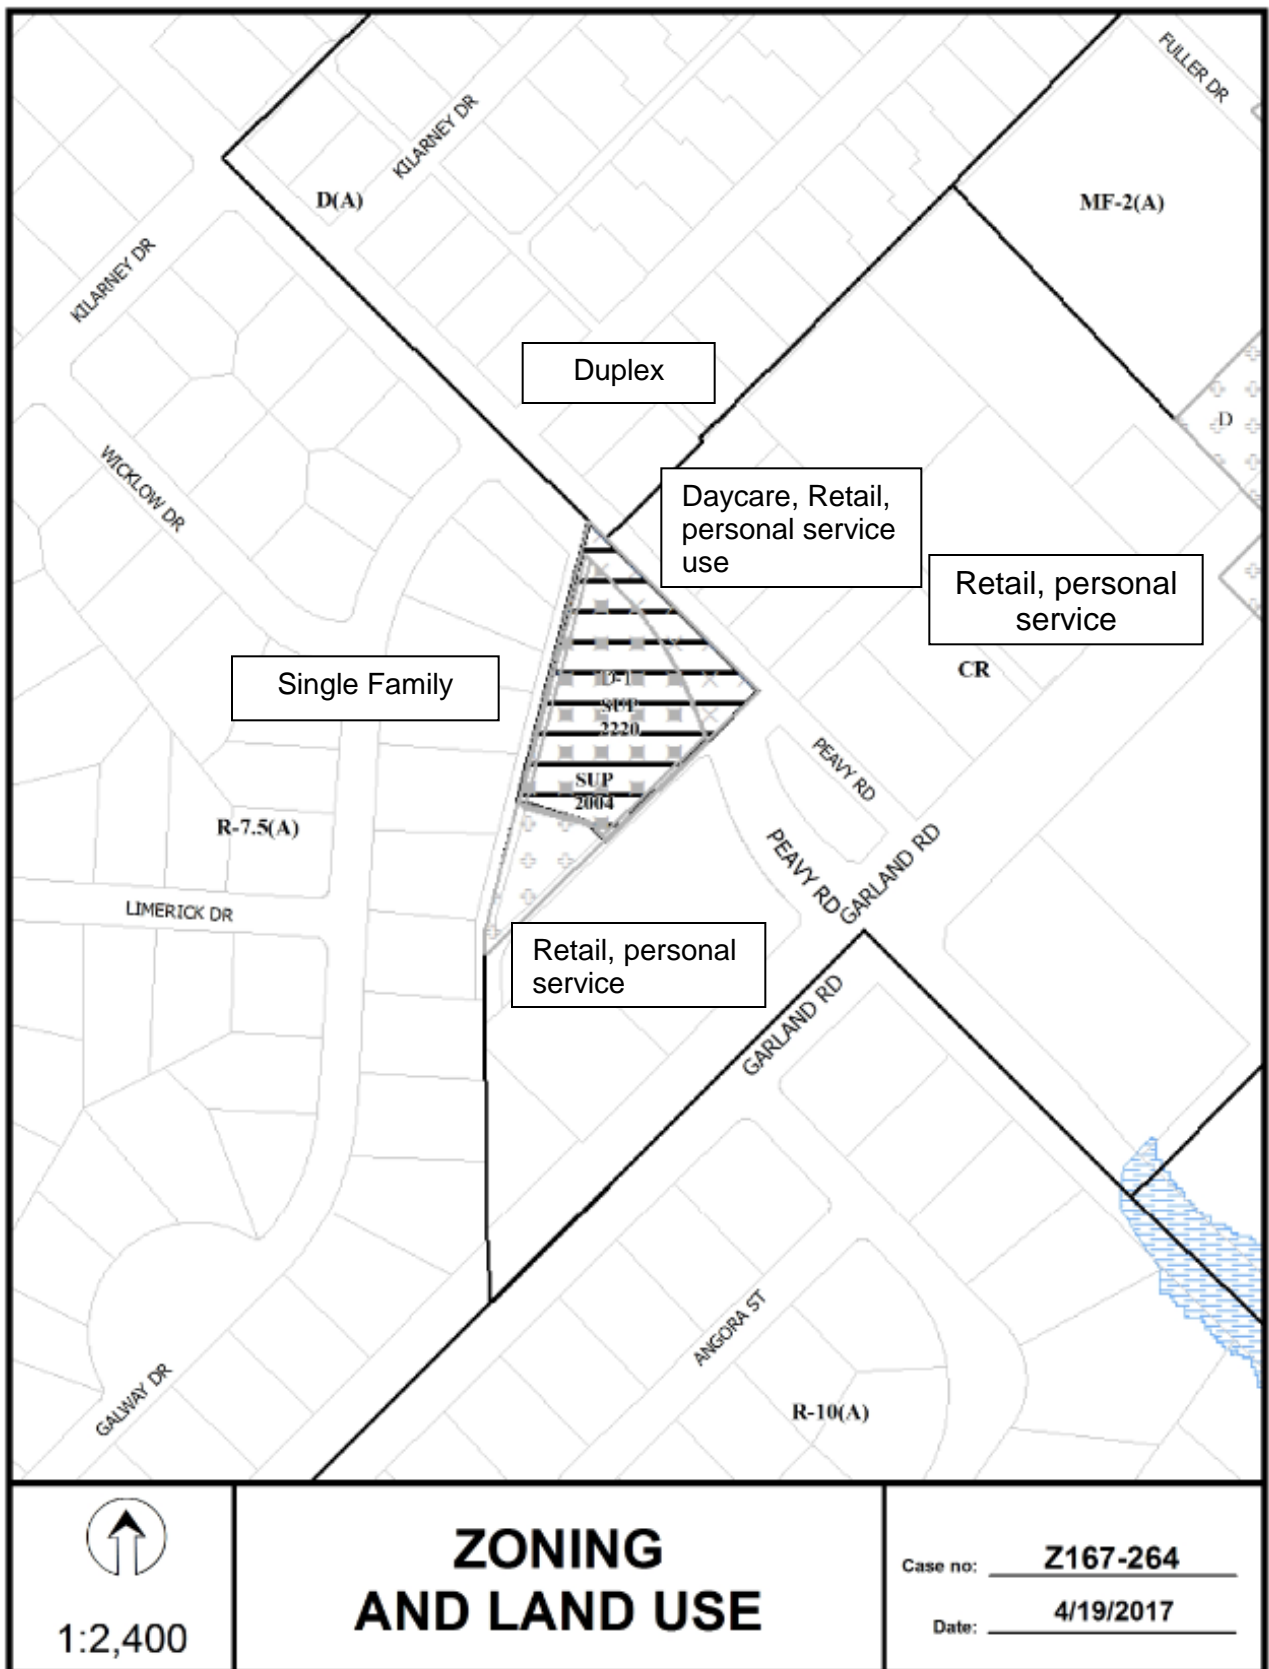 FULLER DR
KILARNEY DR
D(A)
MF-2(A)
KILARNEY DR
Duplex
D
WICKLOW DR
Daycare, Retail,
personal service
use
Retail, personal
service
Single Family
CR
D-1
SUP
2220
PEAVY RD
SUP
2004
R-7.5(A)
PEAVY RD
GARLAND RD
LIMERICK DR
Retail, personal
service
GARLAND RD
ANGORA ST
GALWAY DR
R-10(A)
1:2,400
ZONING
AND LAND USE
Case no: Z167-264
Date: 4/19/2017